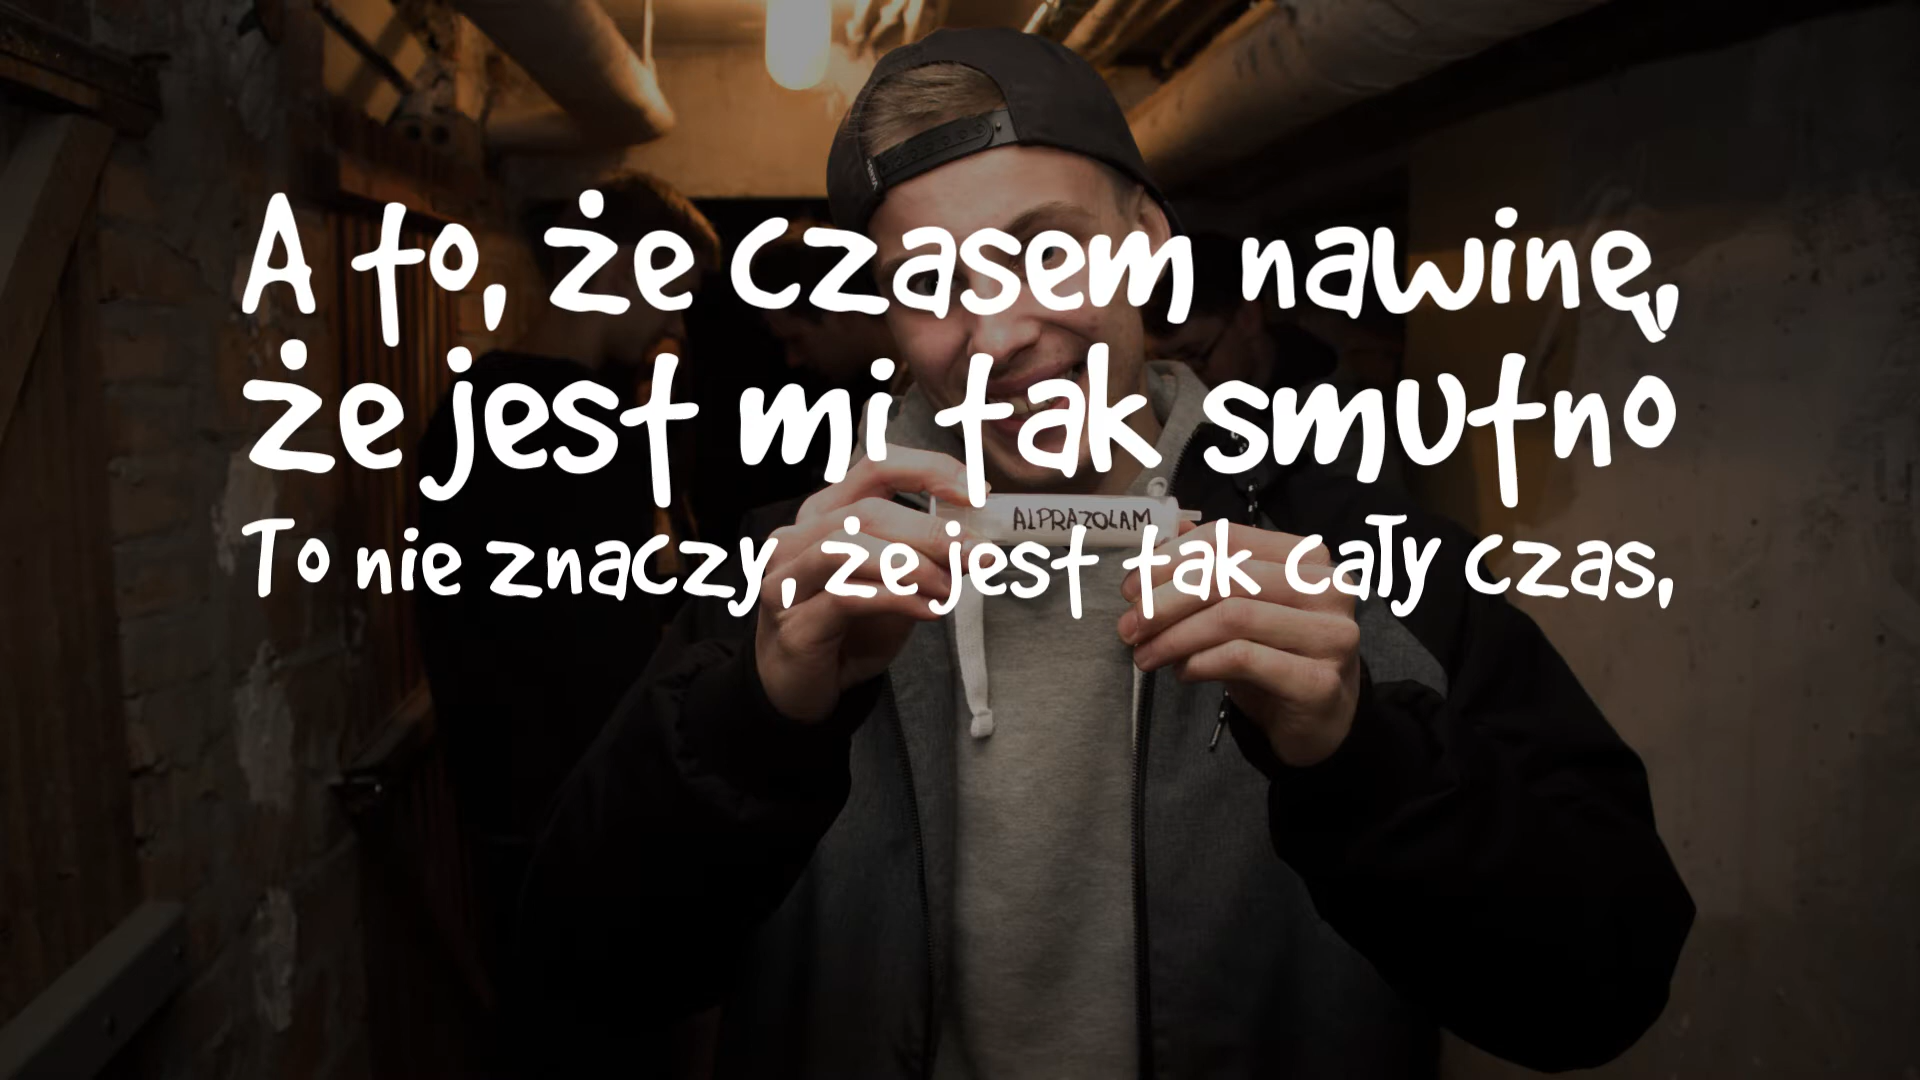 A to, że czasem nawinę,
że jest mi tak smutno
ALPRAZOLAM
To nie znaczy, że jest tak cały czas,